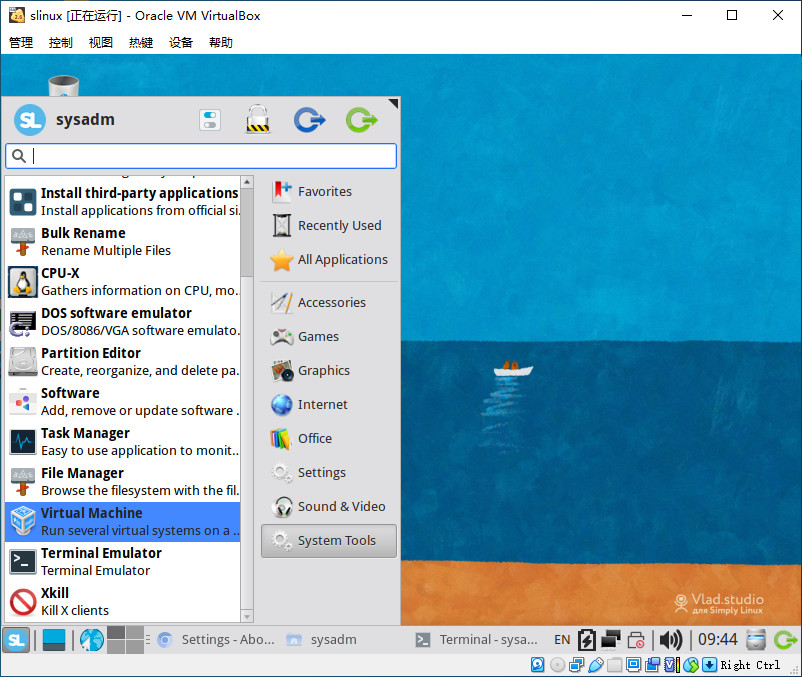 slinux [正在运行] - Oracle VM VirtualBox
管理 控制 视图 热键 设备 帮助
SL sysadm
Install third-party applications
Install applications from official si...
Bulk Rename
Rename Multiple Files
CPU-X
Gathers information on CPU, mo...
DOS software emulator
DOS/8086/VGA software emulato...
Partition Editor
Create, reorganize, and delete pa...
Software
Add, remove or update software ...
Task Manager
Easy to use application to monit...
File Manager
Browse the filesystem with the fil...
Virtual Machine
Run several virtual systems on a ...
Terminal Emulator
Terminal Emulator
Xkill
Kill X clients
Favorites
Recently Used
All Applications
Accessories
Games
Graphics
Internet
Office
Settings
Sound & Video
System Tools
Vlad.studio
для Simply Linux
SL Settings - Abo... sysadm Terminal - sysa... EN 09:44
Right Ctrl